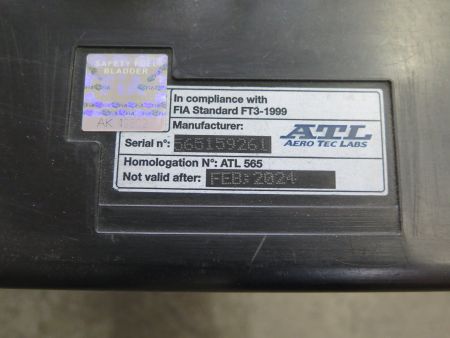 SAFETY FUEL
BLADDER
In compliance with
FIA Standard FT3-1999
Manufacturer:
ATL
AERO TEC LABS
Serial n°: 565159261
Homologation N°: ATL 565
Not valid after: FEB: 2024